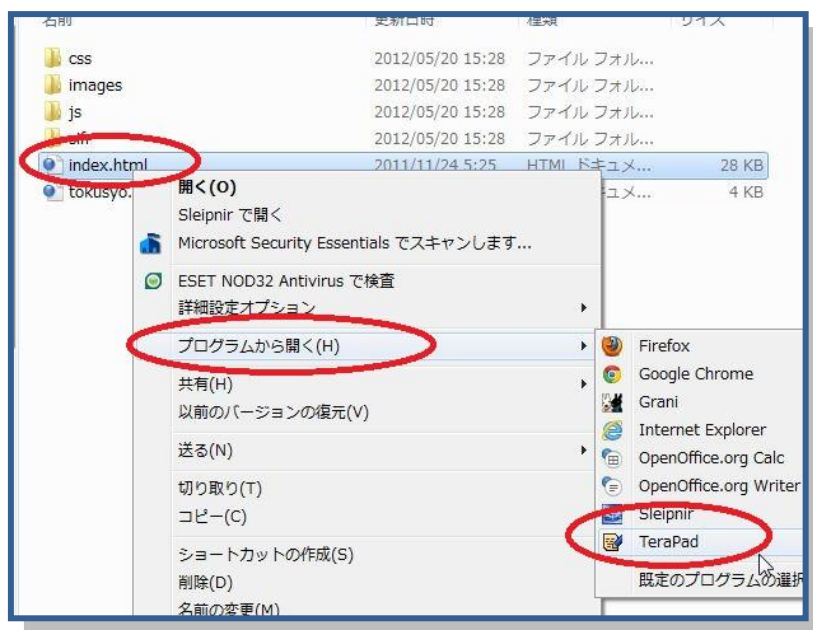 名前 更新日時 種類 サイズ
css 2012/05/20 15:28 ファイル フォル...
images 2012/05/20 15:28 ファイル フォル...
js 2012/05/20 15:28 ファイル フォル...
2012/05/20 15:28 ファイル フォル...
index.html 2011/11/24 5:25 HTML ドキュメ... 28 KB
tokusyo. キュメ... 4 KB
開く(O)
Sleipnir で開く
Microsoft Security Essentials でスキャンします...
ESET NOD32 Antivirus で検査
詳細設定オプション
プログラムから開く(H)
共有(H)
以前のバージョンの復元(V)
送る(N)
切り取り(T)
コピー(C)
ショートカットの作成(S)
削除(D)
名前の変更(M)
Firefox
Google Chrome
Grani
Internet Explorer
OpenOffice.org Calc
OpenOffice.org Writer
Sleipnir
TeraPad
既定のプログラムの選択